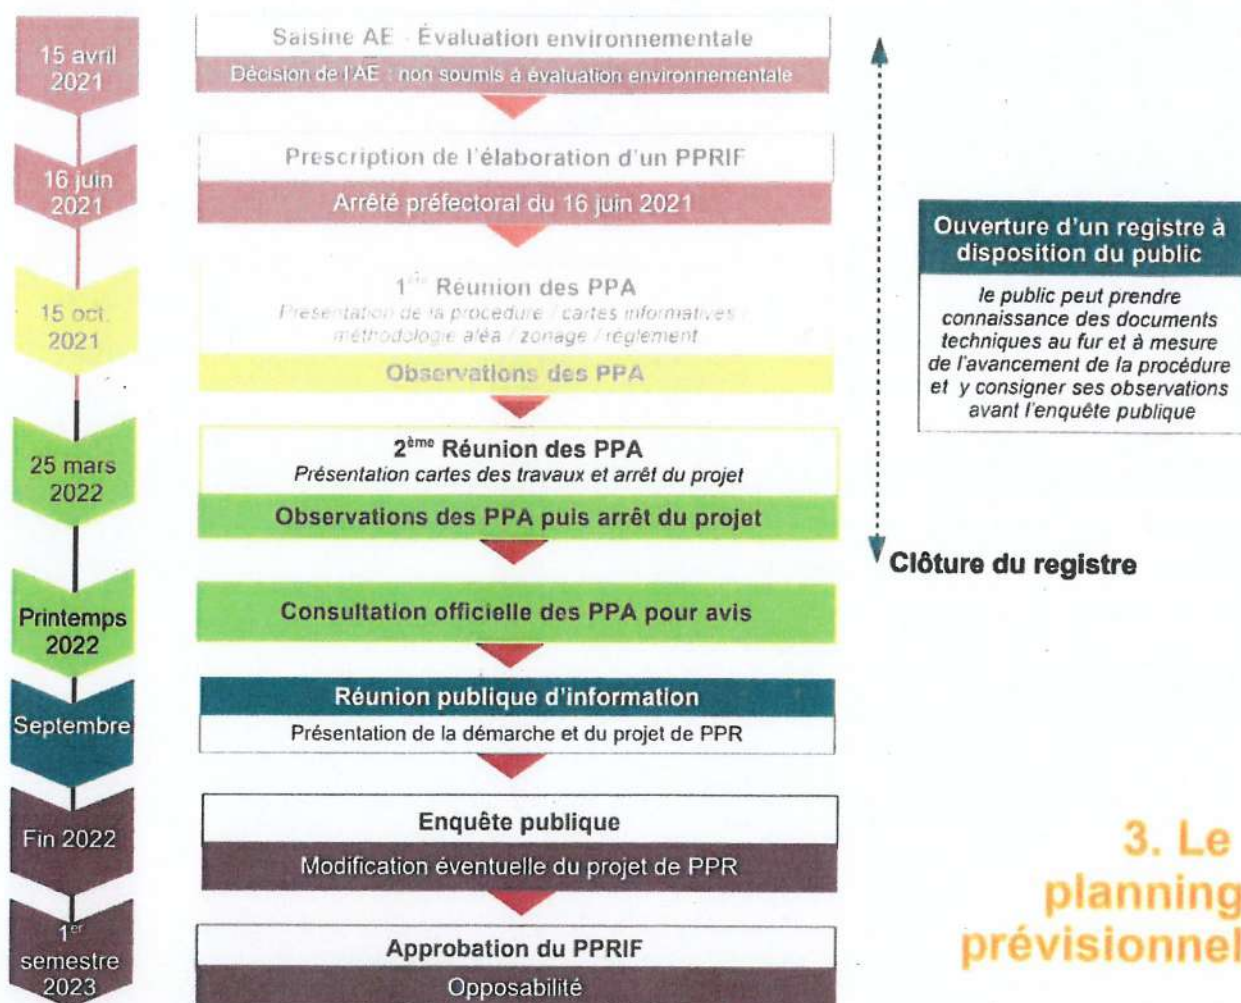 15 avril
2021
Saisine AE - Évaluation environnementale
Décision de l'AE : non soumis à évaluation environnementale
16 juin
2021
Prescription de l'élaboration d'un PPRIF
Arrêté préfectoral du 16 juin 2021
15 oct.
2021
1ère Réunion des PPA
Présentation de la procédure / cartes informatives /
méthodologie aléa / zonage / règlement
Observations des PPA
25 mars
2022
2ème Réunion des PPA
Présentation cartes des travaux et arrêt du projet
Observations des PPA puis arrêt du projet
Printemps
2022
Consultation officielle des PPA pour avis
Septembre
Réunion publique d'information
Présentation de la démarche et du projet de PPR
Fin 2022
Enquête publique
Modification éventuelle du projet de PPR
1er
semestre
2023
Approbation du PPRIF
Opposabilité
Ouverture d'un registre à
disposition du public
le public peut prendre
connaissance des documents
techniques au fur et à mesure
de l'avancement de la procédure
et y consigner ses observations
avant l'enquête publique
Clôture du registre
3. Le
planning
prévisionnel